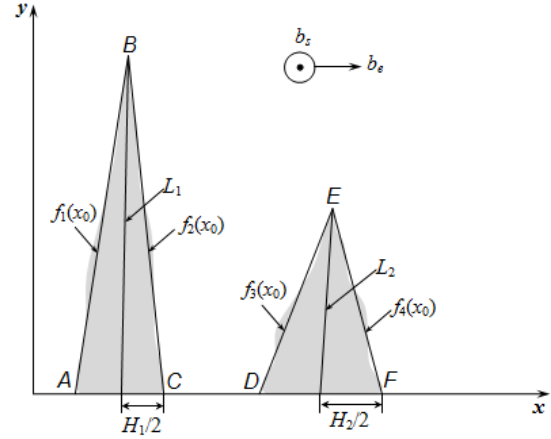 y
B
b_s
b_e
L_1
f_1(x_0)
f_2(x_0)
E
L_2
f_3(x_0)
f_4(x_0)
A
C
D
F
x
H_1/2
H_2/2